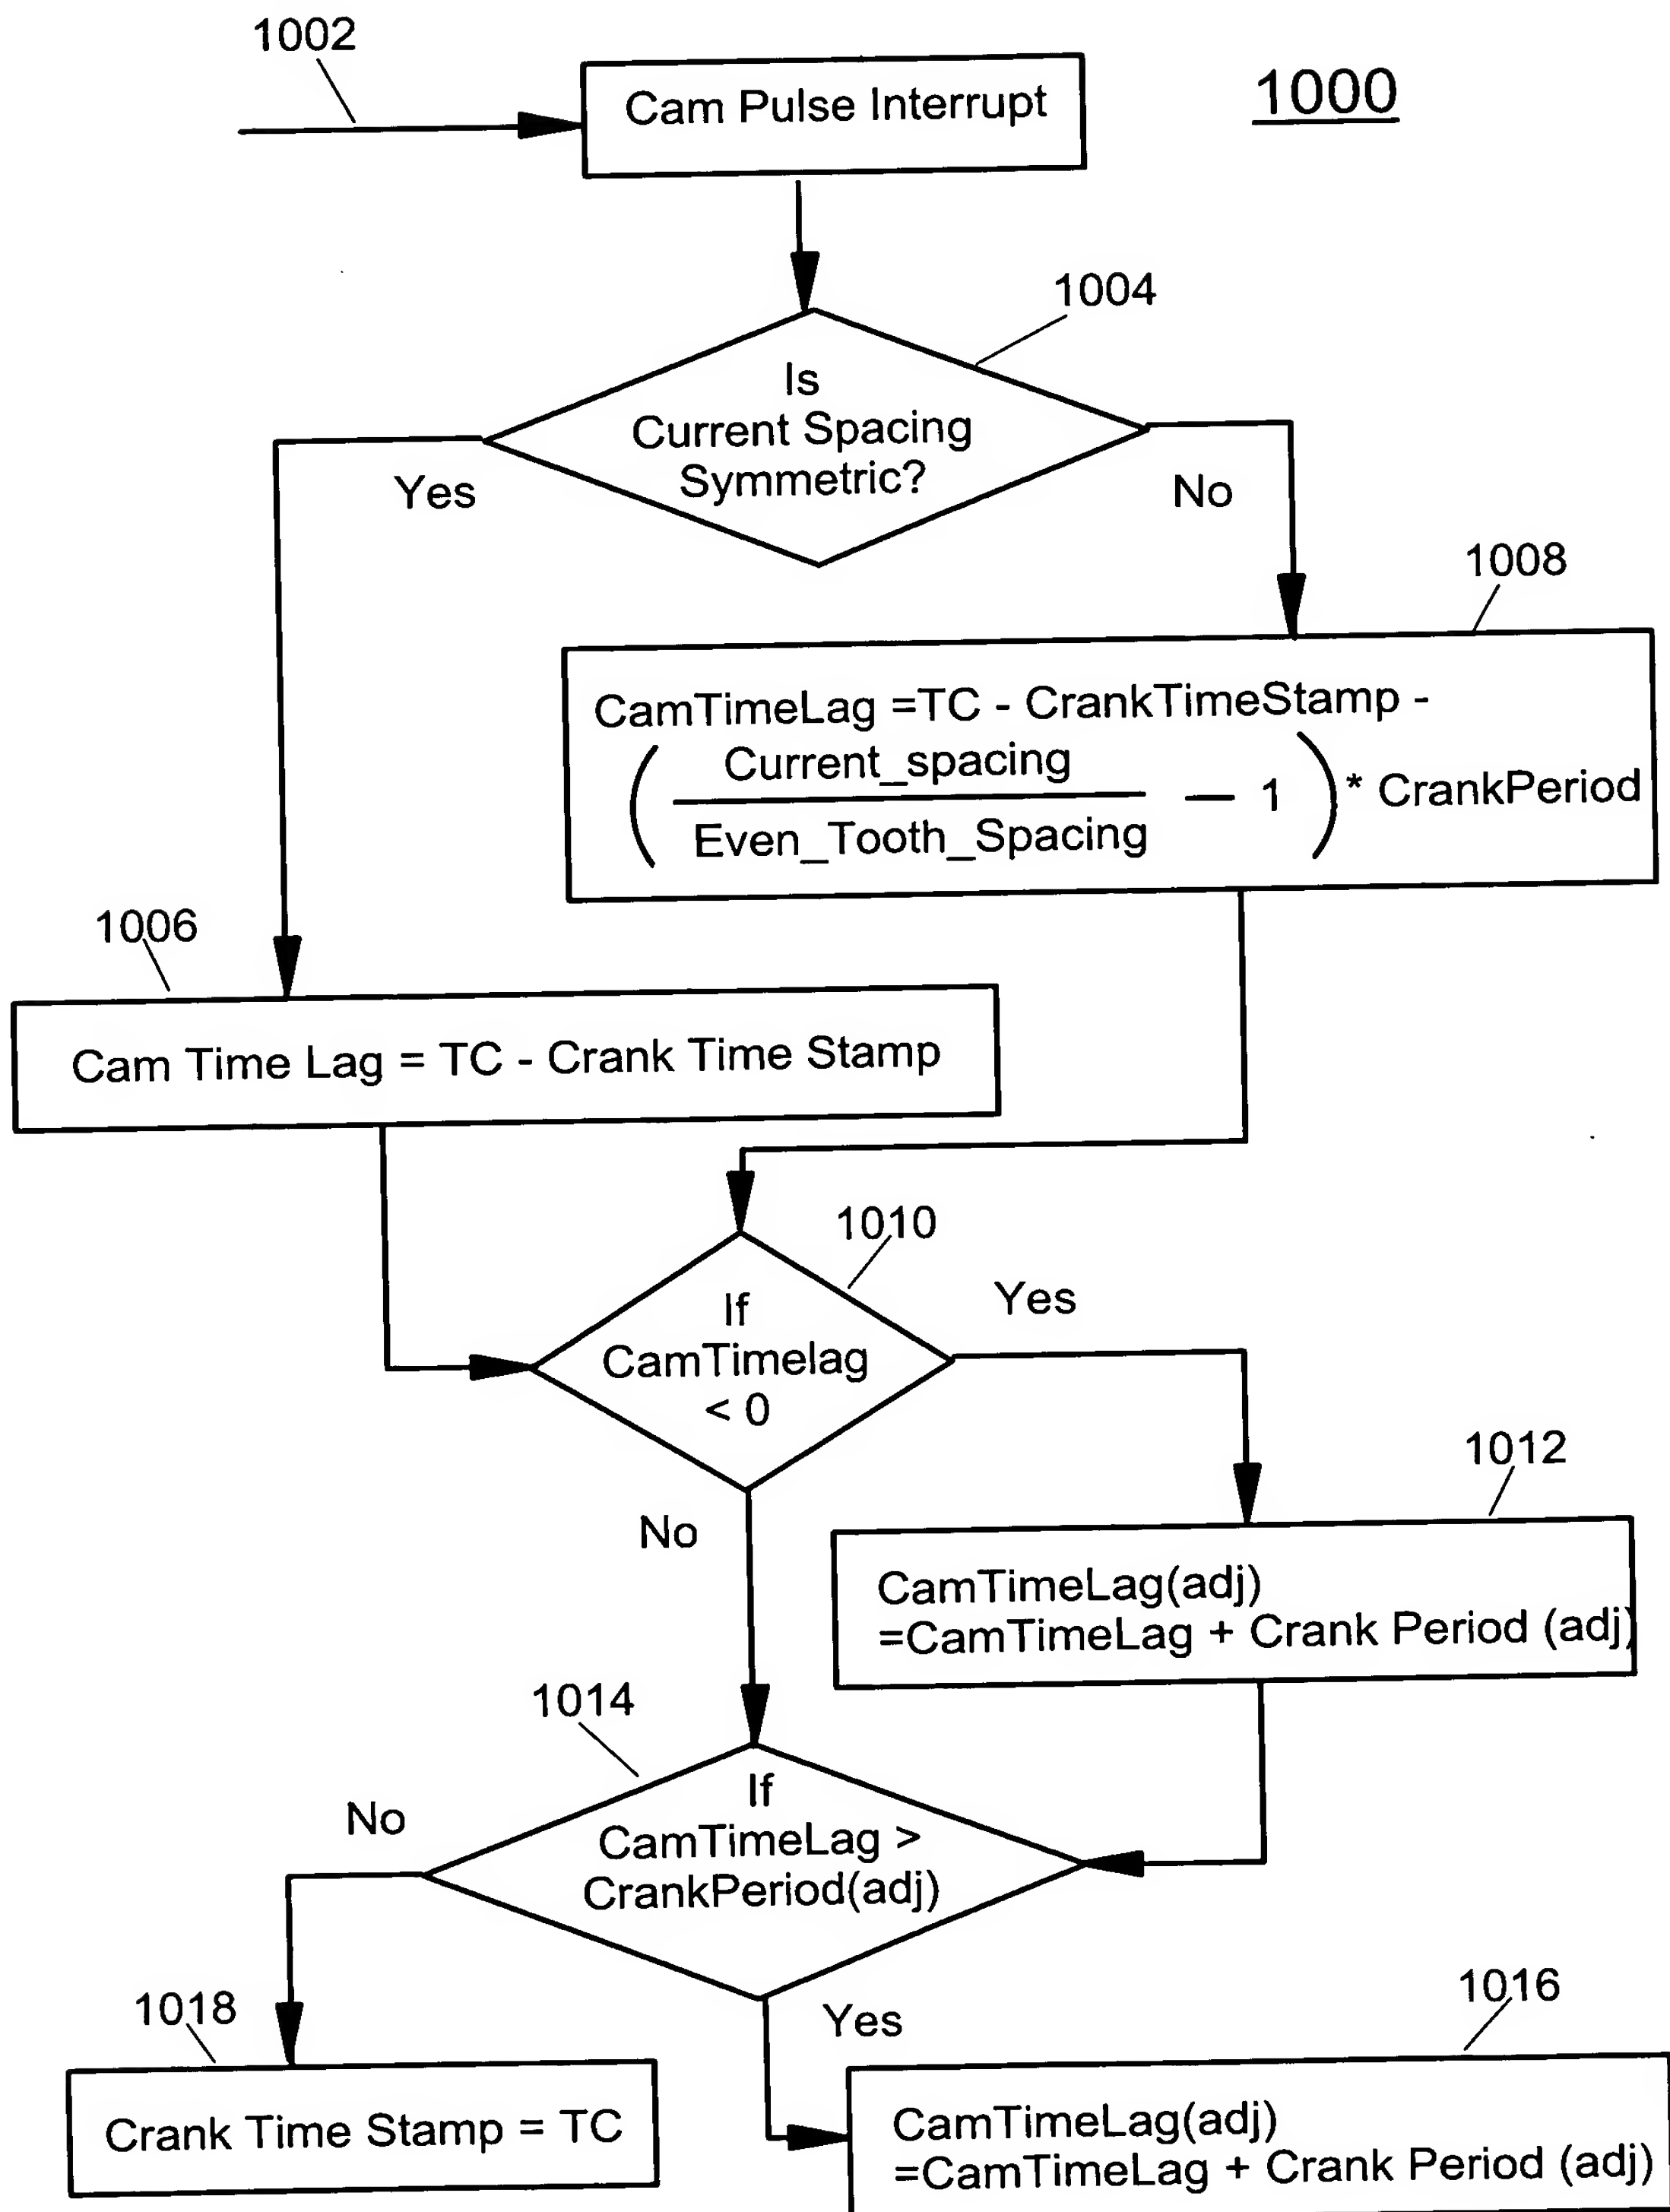 1002
Cam Pulse Interrupt
1000
1004
Is
Current Spacing
Symmetric?
Yes
No
1008
CamTimeLag =TC - CrankTimeStamp -
( Current_spacing
Even_Tooth_Spacing — 1 ) * CrankPeriod
1006
Cam Time Lag = TC - Crank Time Stamp
1010
If
CamTimelag
< 0
Yes
No
1012
CamTimeLag(adj)
=CamTimeLag + Crank Period (adj)
1014
If
CamTimeLag >
CrankPeriod(adj)
No
Yes
1018
Crank Time Stamp = TC
1016
CamTimeLag(adj)
=CamTimeLag + Crank Period (adj)